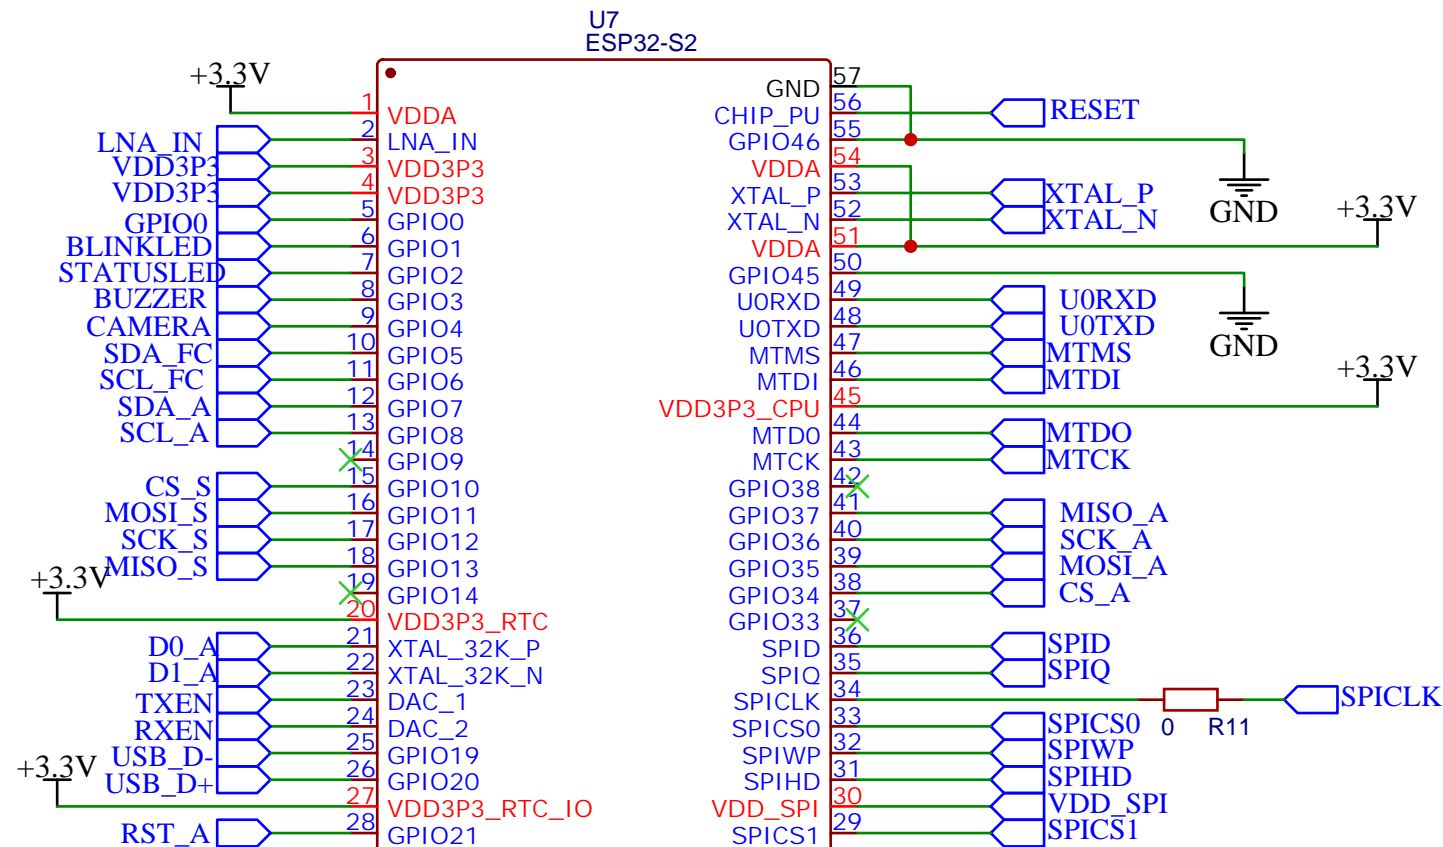 U7
ESP32-S2
+3.3V
1 VDDA
GND 57
LNA_IN 2 LNA_IN
CHIP_PU 56 RESET
VDD3P3 3 VDD3P3
GPIO46 55
VDD3P3 4 VDD3P3
VDDA 54
GPIO0 5 GPIO0
XTAL_P 53 XTAL_P
BLINKLED 6 GPIO1
XTAL_N 52 XTAL_N
GND
+3.3V
STATUSLED 7 GPIO2
VDDA 51
BUZZER 8 GPIO3
GPIO45 50
CAMERA 9 GPIO4
U0RXD 49 U0RXD
SDA_FC 10 GPIO5
U0TXD 48 U0TXD
GND
SCL_FC 11 GPIO6
MTMS 47 MTMS
SDA_A 12 GPIO7
MTDI 46 MTDI
+3.3V
SCL_A 13 GPIO8
VDD3P3_CPU 45
14 GPIO9
MTD0 44 MTDO
CS_S 15 GPIO10
MTCK 43 MTCK
MOSI_S 16 GPIO11
GPIO38 42
SCK_S 17 GPIO12
GPIO37 41 MISO_A
MISO_S 18 GPIO13
GPIO36 40 SCK_A
+3.3V
19 GPIO14
GPIO35 39 MOSI_A
20 VDD3P3_RTC
GPIO34 38 CS_A
D0_A 21 XTAL_32K_P
GPIO33 37
D1_A 22 XTAL_32K_N
SPID 36 SPID
TXEN 23 DAC_1
SPIQ 35 SPIQ
RXEN 24 DAC_2
SPICLK 34 0 R11 SPICLK
USB_D- 25 GPIO19
SPICS0 33 SPICS0
+3.3V
USB_D+ 26 GPIO20
SPIWP 32 SPIWP
27 VDD3P3_RTC_IO
SPIHD 31 SPIHD
RST_A 28 GPIO21
VDD_SPI 30 VDD_SPI
SPICS1 29 SPICS1